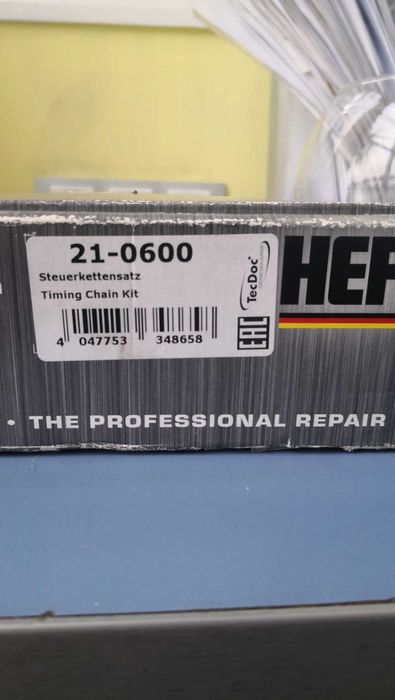 21-0600
Steuerkettensatz
Timing Chain Kit
4 047753 348658
TecDoc
EAC
HEP
• THE PROFESSIONAL REPAIR